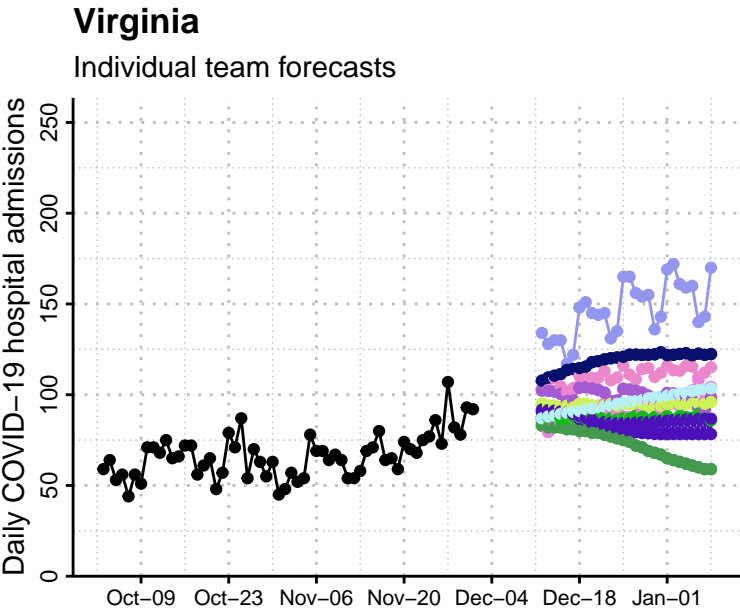 Virginia
Individual team forecasts
Daily COVID−19 hospital admissions
250
200
150
100
50
0
Oct−09 Oct−23 Nov−06 Nov−20 Dec−04 Dec−18 Jan−01